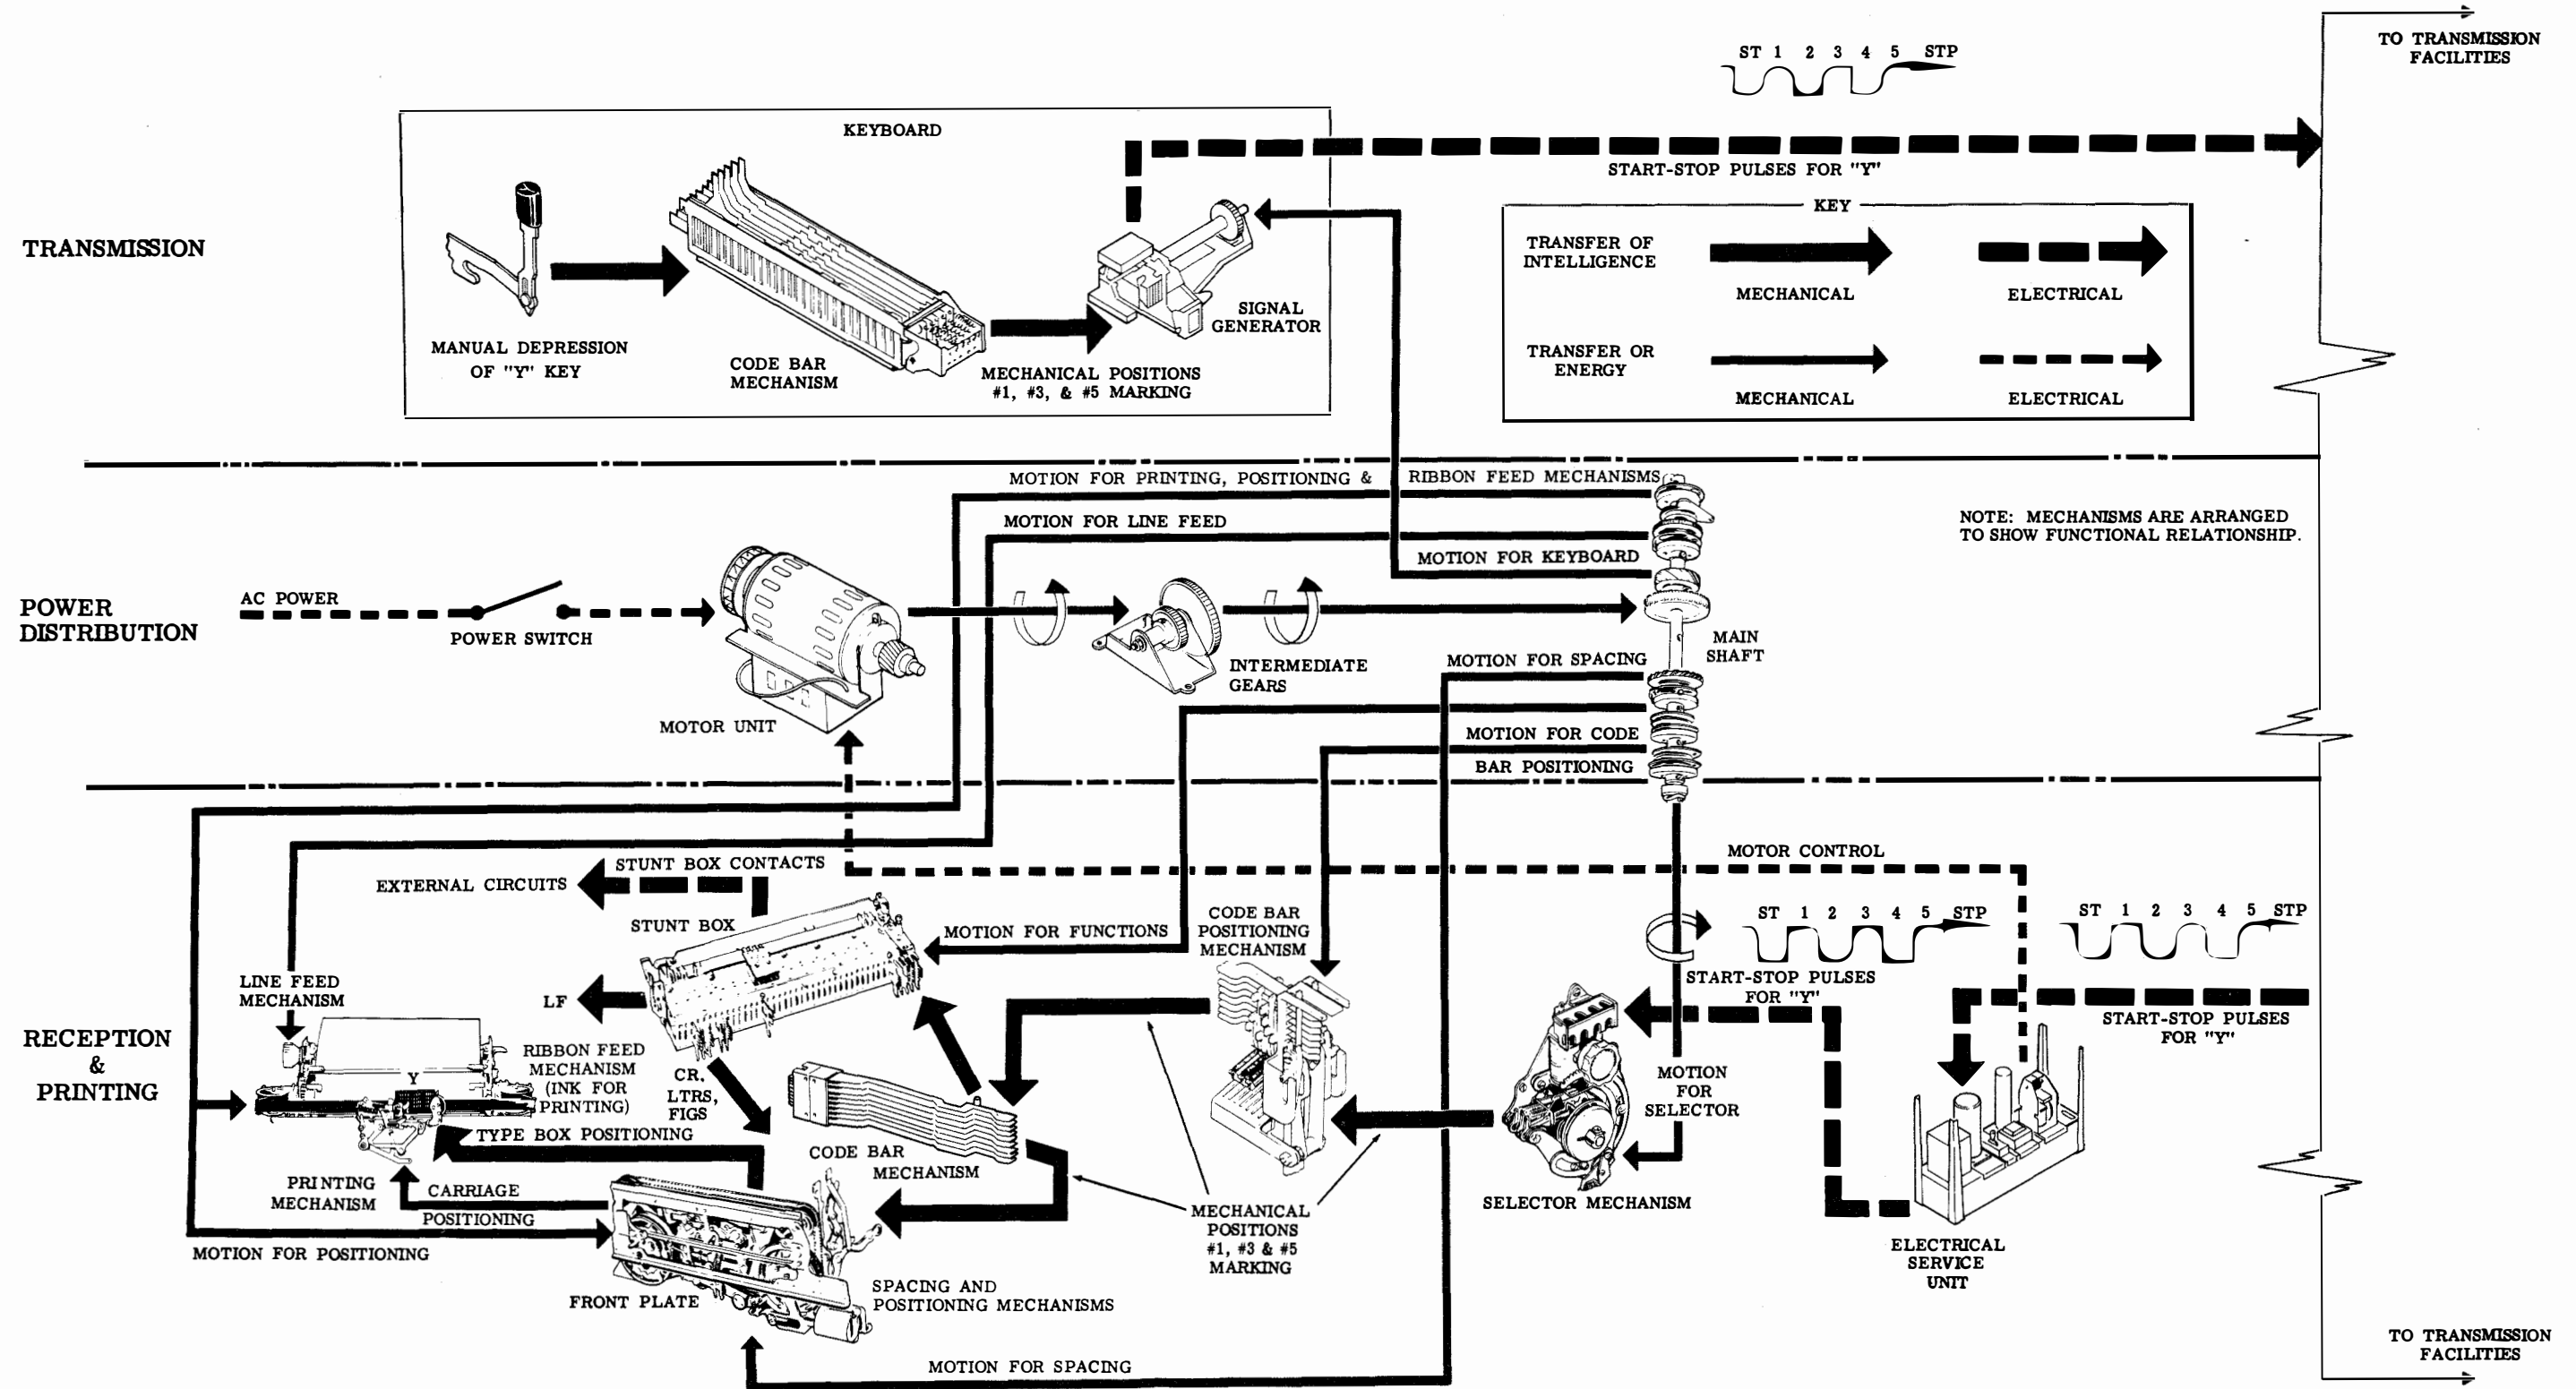 TO TRANSMISSION
FACILITIES
ST 1 2 3 4 5 STP
KEYBOARD
START-STOP PULSES FOR "Y"
KEY
TRANSMISSION
TRANSFER OF
INTELLIGENCE
MECHANICAL
ELECTRICAL
SIGNAL
GENERATOR
MANUAL DEPRESSION
OF "Y" KEY
CODE BAR
MECHANISM
MECHANICAL POSITIONS
#1, #3, & #5 MARKING
TRANSFER OR
ENERGY
MECHANICAL
ELECTRICAL
MOTION FOR PRINTING, POSITIONING & RIBBON FEED MECHANISMS
MOTION FOR LINE FEED
MOTION FOR KEYBOARD
NOTE: MECHANISMS ARE ARRANGED
TO SHOW FUNCTIONAL RELATIONSHIP.
POWER
DISTRIBUTION
AC POWER
POWER SWITCH
MOTOR UNIT
INTERMEDIATE
GEARS
MAIN
SHAFT
MOTION FOR SPACING
MOTION FOR CODE
BAR POSITIONING
MOTOR CONTROL
STUNT BOX CONTACTS
EXTERNAL CIRCUITS
STUNT BOX
MOTION FOR FUNCTIONS
CODE BAR
POSITIONING
MECHANISM
ST 1 2 3 4 5 STP
START-STOP PULSES
FOR "Y"
ST 1 2 3 4 5 STP
START-STOP PULSES
FOR "Y"
LINE FEED
MECHANISM
LF
RECEPTION
&
PRINTING
Y
RIBBON FEED
MECHANISM
(INK FOR
PRINTING)
CR,
LTRS,
FIGS
MOTION
FOR
SELECTOR
TYPE BOX POSITIONING
CODE BAR
MECHANISM
PRINTING
MECHANISM
CARRIAGE
POSITIONING
MOTION FOR POSITIONING
MECHANICAL
POSITIONS
#1, #3 & #5
MARKING
SELECTOR MECHANISM
ELECTRICAL
SERVICE
UNIT
FRONT PLATE
SPACING AND
POSITIONING MECHANISMS
MOTION FOR SPACING
TO TRANSMISSION
FACILITIES